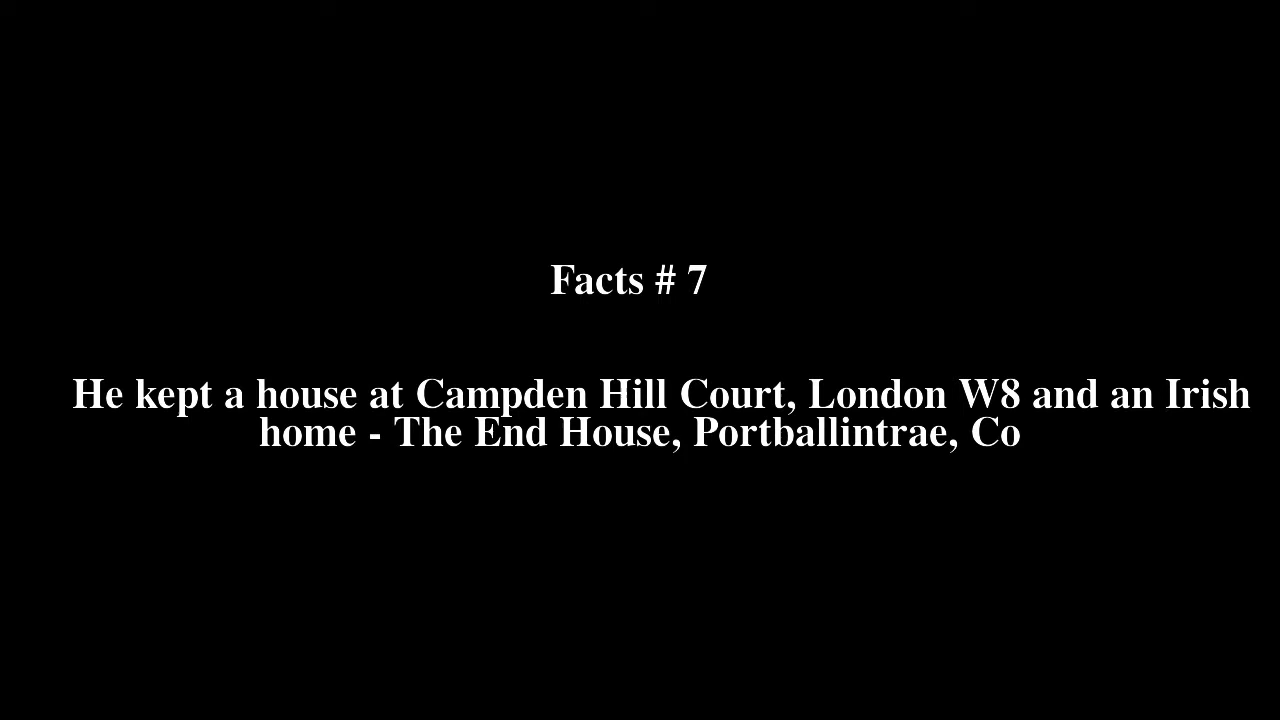 Facts # 7
He kept a house at Campden Hill Court, London W8 and an Irish
home - The End House, Portballintrae, Co